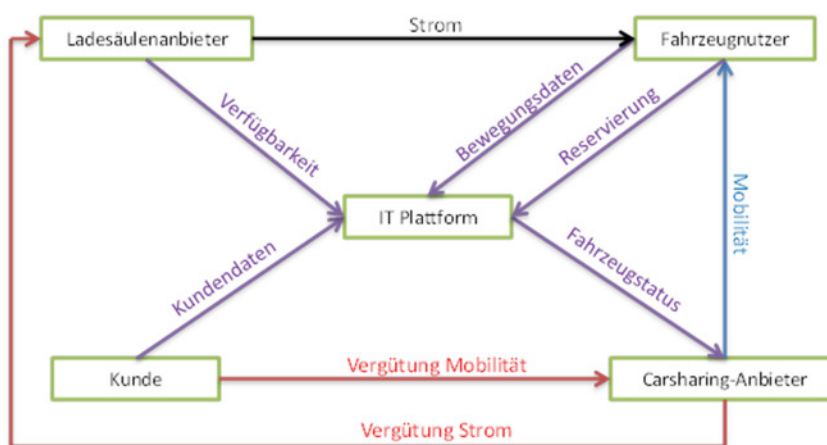 Ladesäulenanbieter
Strom
Fahrzeugnutzer
Verfügbarkeit
Bewegungsdaten
Reservierung
Mobilität
IT Plattform
Kundendaten
Fahrzeugstatus
Kunde
Vergütung Mobilität
Carsharing-Anbieter
Vergütung Strom